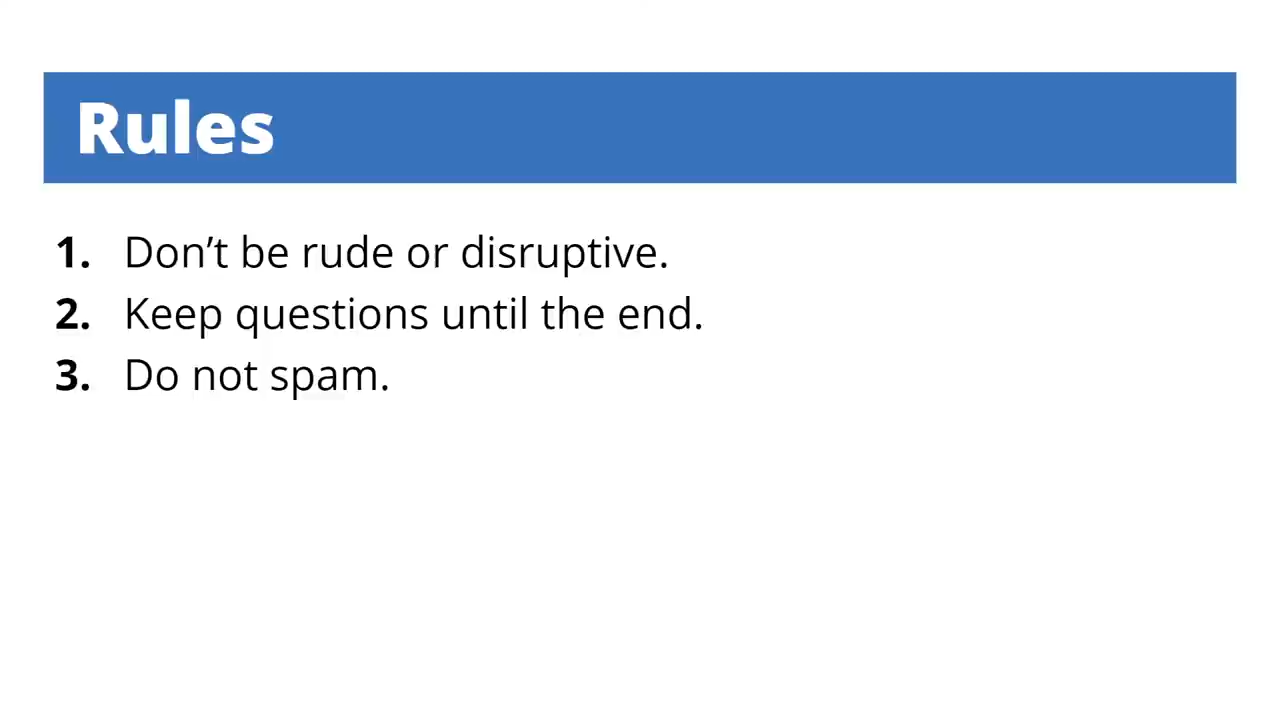 Rules
1. Don’t be rude or disruptive.
2. Keep questions until the end.
3. Do not spam.